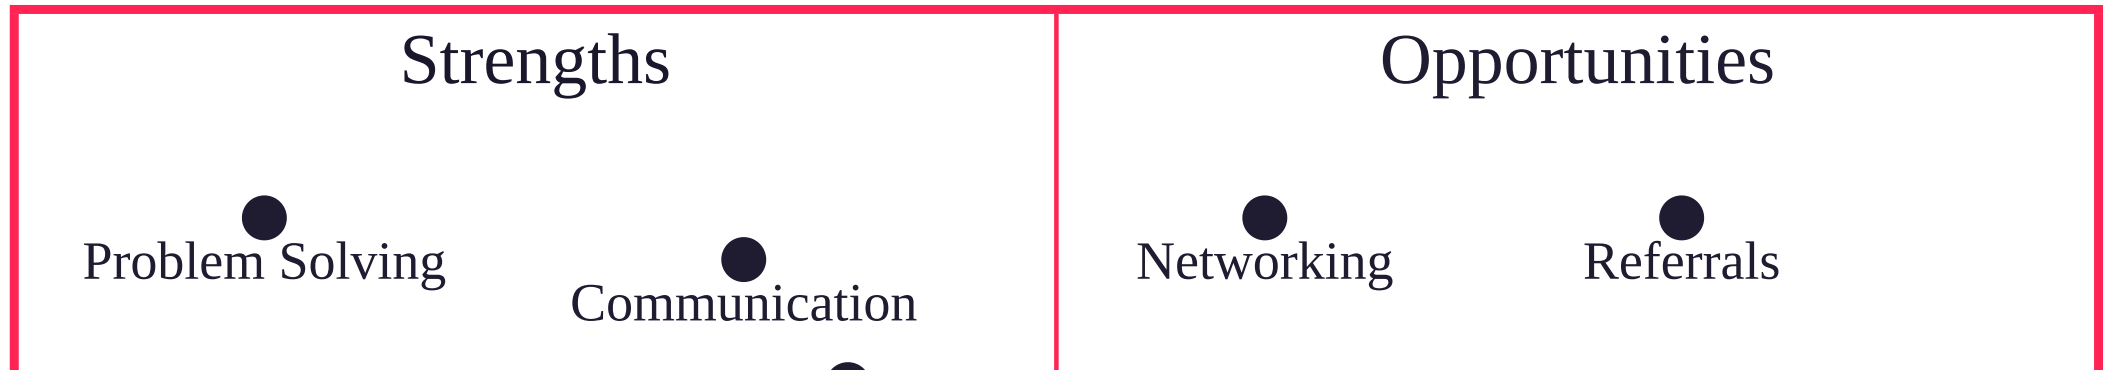 Strengths
Opportunities
Problem Solving
Communication
Networking
Referrals